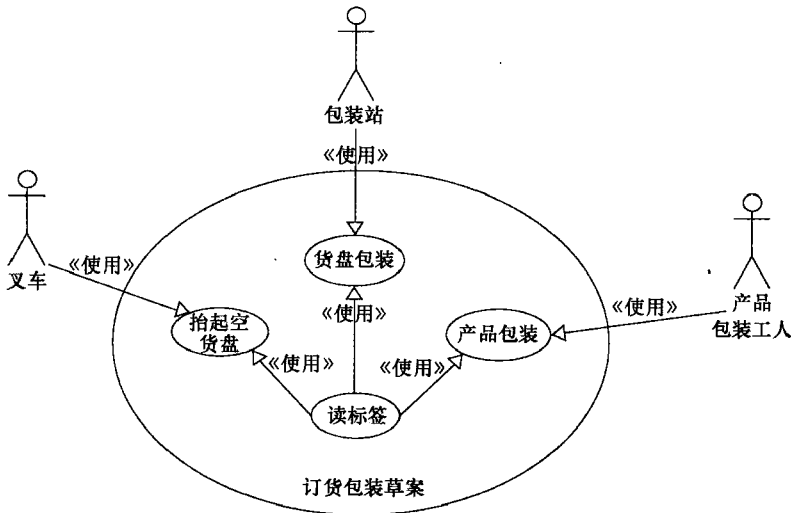 包装站
《使用》
叉车
《使用》
货盘包装
产品
包装工人
《使用》
抬起空
货盘
《使用》
产品包装
《使用》
《使用》
读标签
订货包装草案